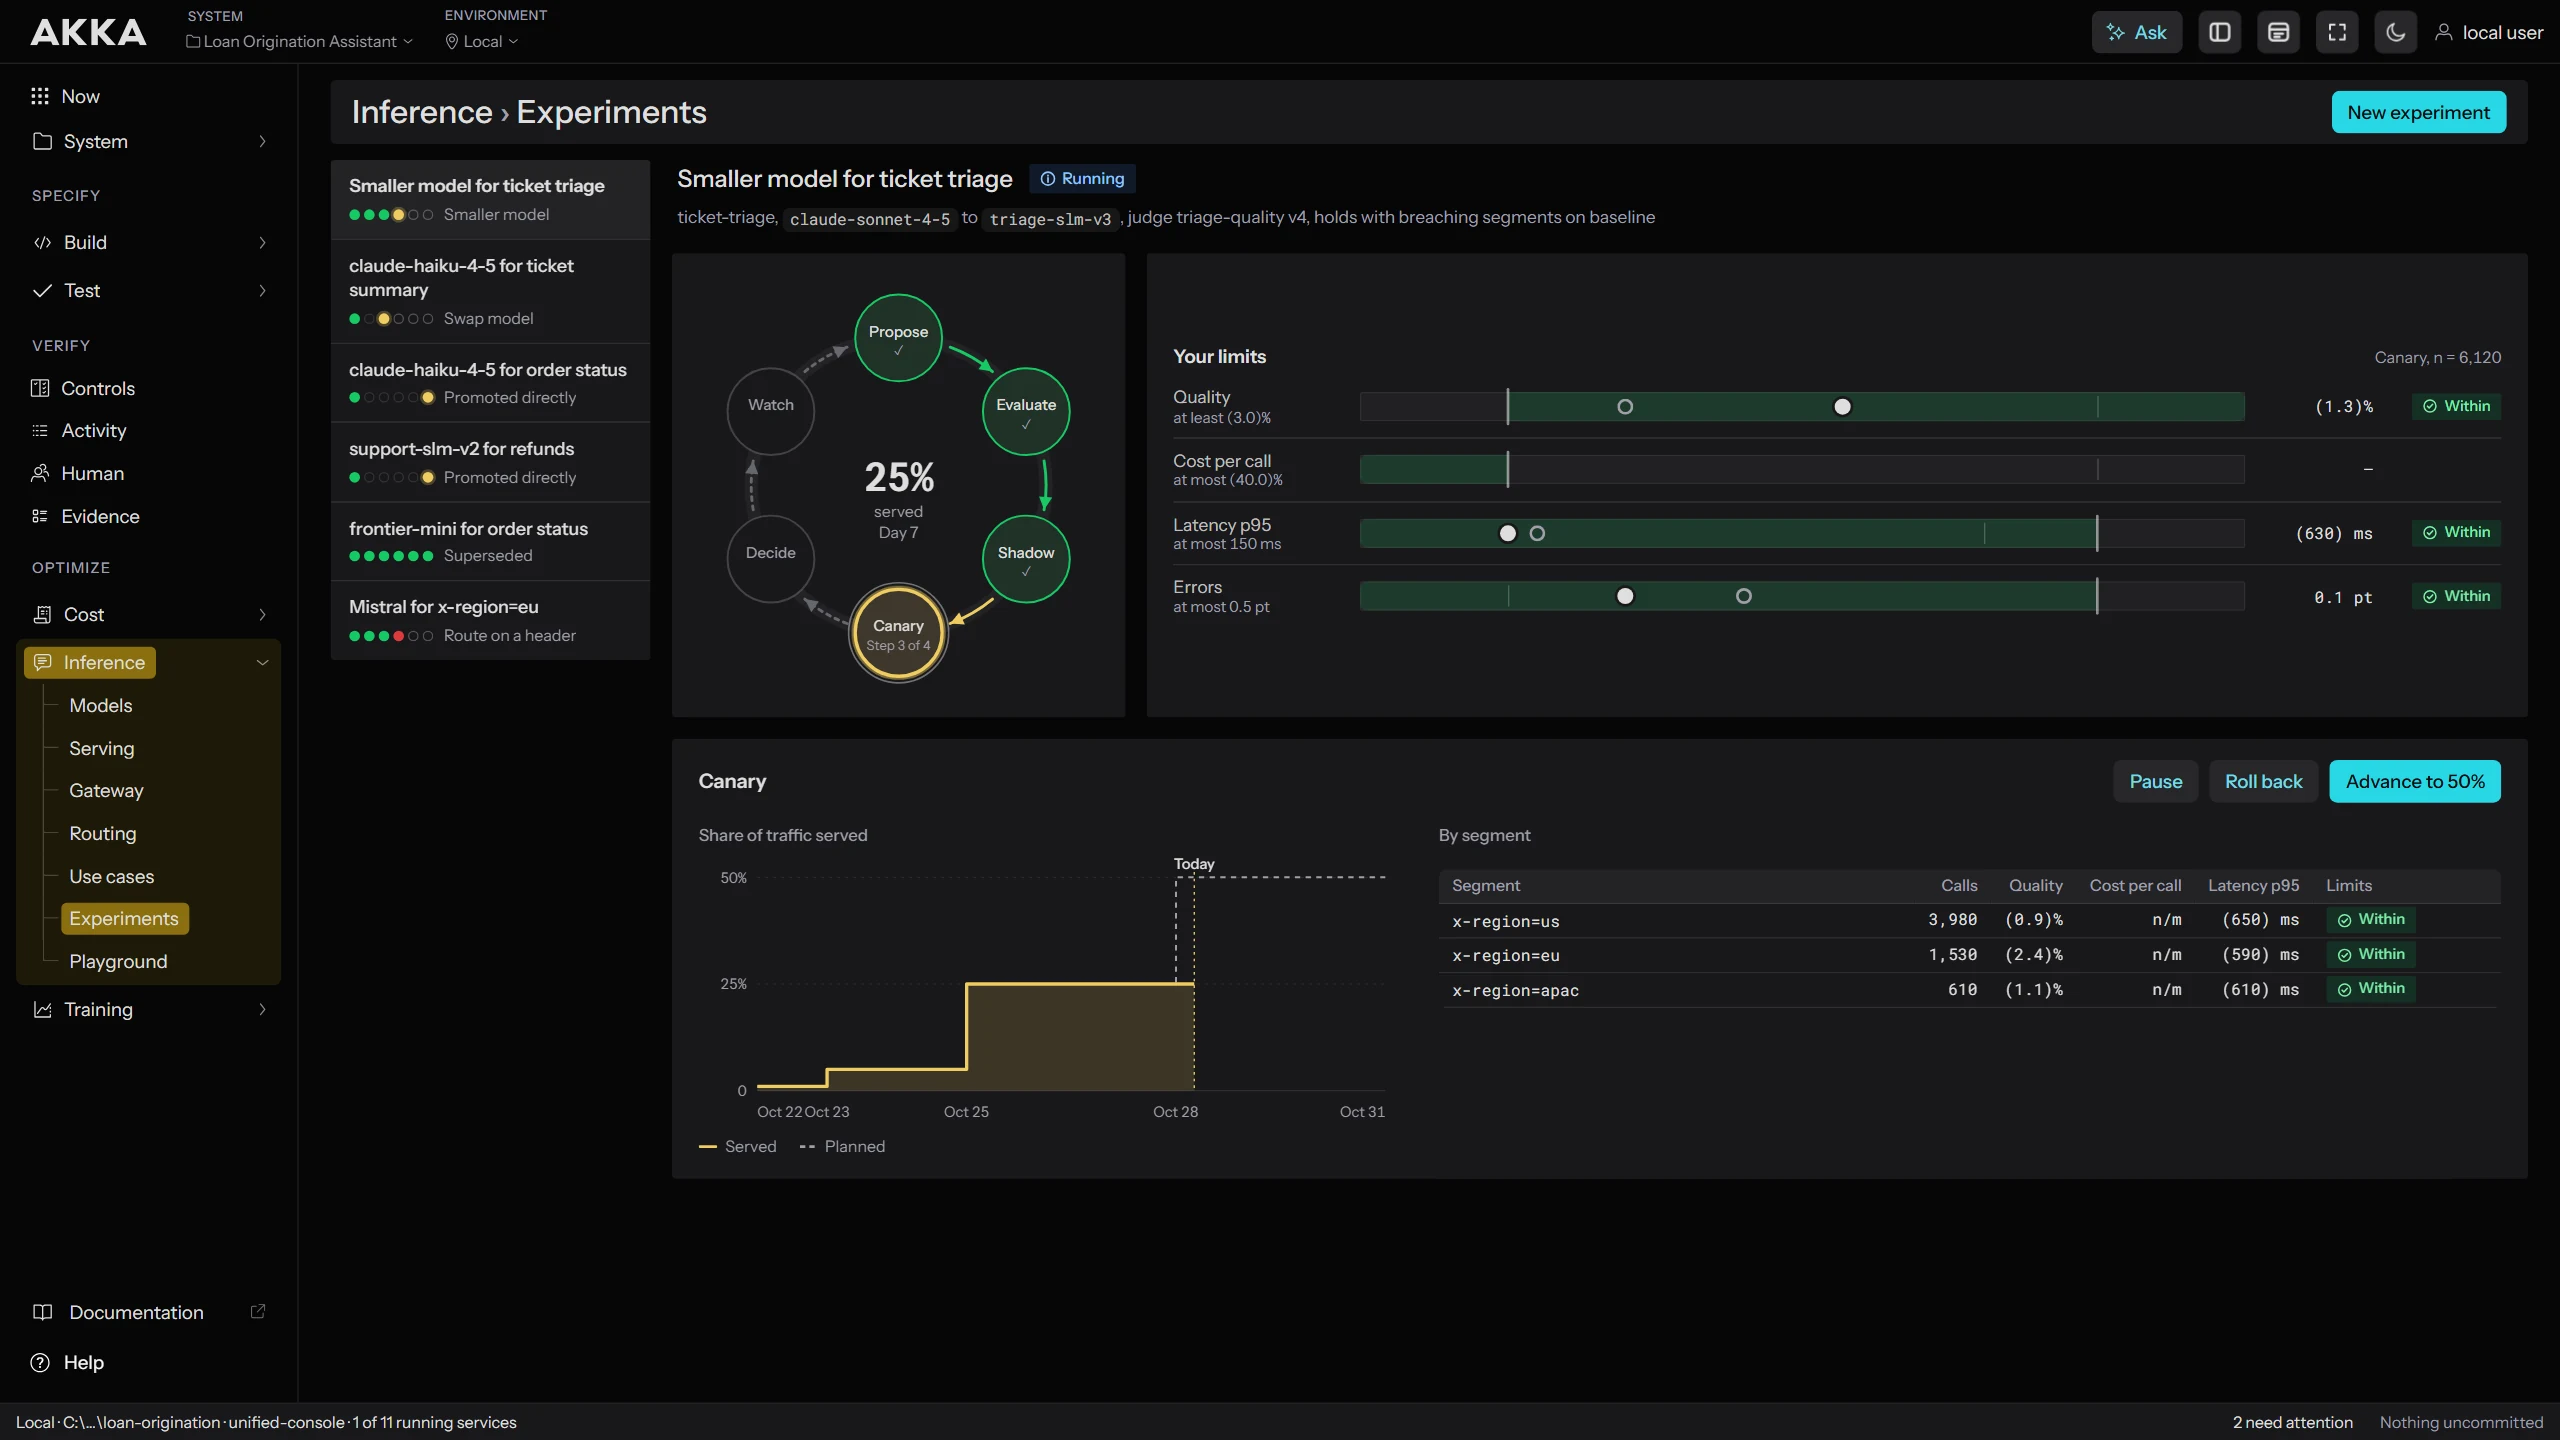 AKKA
SYSTEM
Loan Origination Assistant
ENVIRONMENT
Local
Ask
local user
Now
System
SPECIFY
Build
Test
VERIFY
Controls
Activity
Human
Evidence
OPTIMIZE
Cost
Inference
Models
Serving
Gateway
Routing
Use cases
Experiments
Playground
Training
Documentation
Help
Inference › Experiments
New experiment
Smaller model for ticket triage
Smaller model
claude-haiku-4-5 for ticket
summary
Swap model
claude-haiku-4-5 for order status
Promoted directly
support-slm-v2 for refunds
Promoted directly
frontier-mini for order status
Superseded
Mistral for x-region=eu
Route on a header
Smaller model for ticket triage
Running
ticket-triage, claude-sonnet-4-5 to triage-slm-v3, judge triage-quality v4, holds with breaching segments on baseline
Propose
Evaluate
Shadow
Canary
Step 3 of 4
Decide
Watch
25%
served
Day 7
Your limits
Canary, n = 6,120
Quality
at least (3.0)%
(1.3)%
Within
Cost per call
at most (40.0)%
–
Latency p95
at most 150 ms
(630) ms
Within
Errors
at most 0.5 pt
0.1 pt
Within
Canary
Pause
Roll back
Advance to 50%
Share of traffic served
Today
50%
25%
0
Oct 22 Oct 23 Oct 25 Oct 28 Oct 31
Served
Planned
By segment
Segment Calls Quality Cost per call Latency p95 Limits
x-region=us 3,980 (0.9)% n/m (650) ms Within
x-region=eu 1,530 (2.4)% n/m (590) ms Within
x-region=apac 610 (1.1)% n/m (610) ms Within
Local · C:\...\loan-origination · unified-console · 1 of 11 running services
2 need attention
Nothing uncommitted